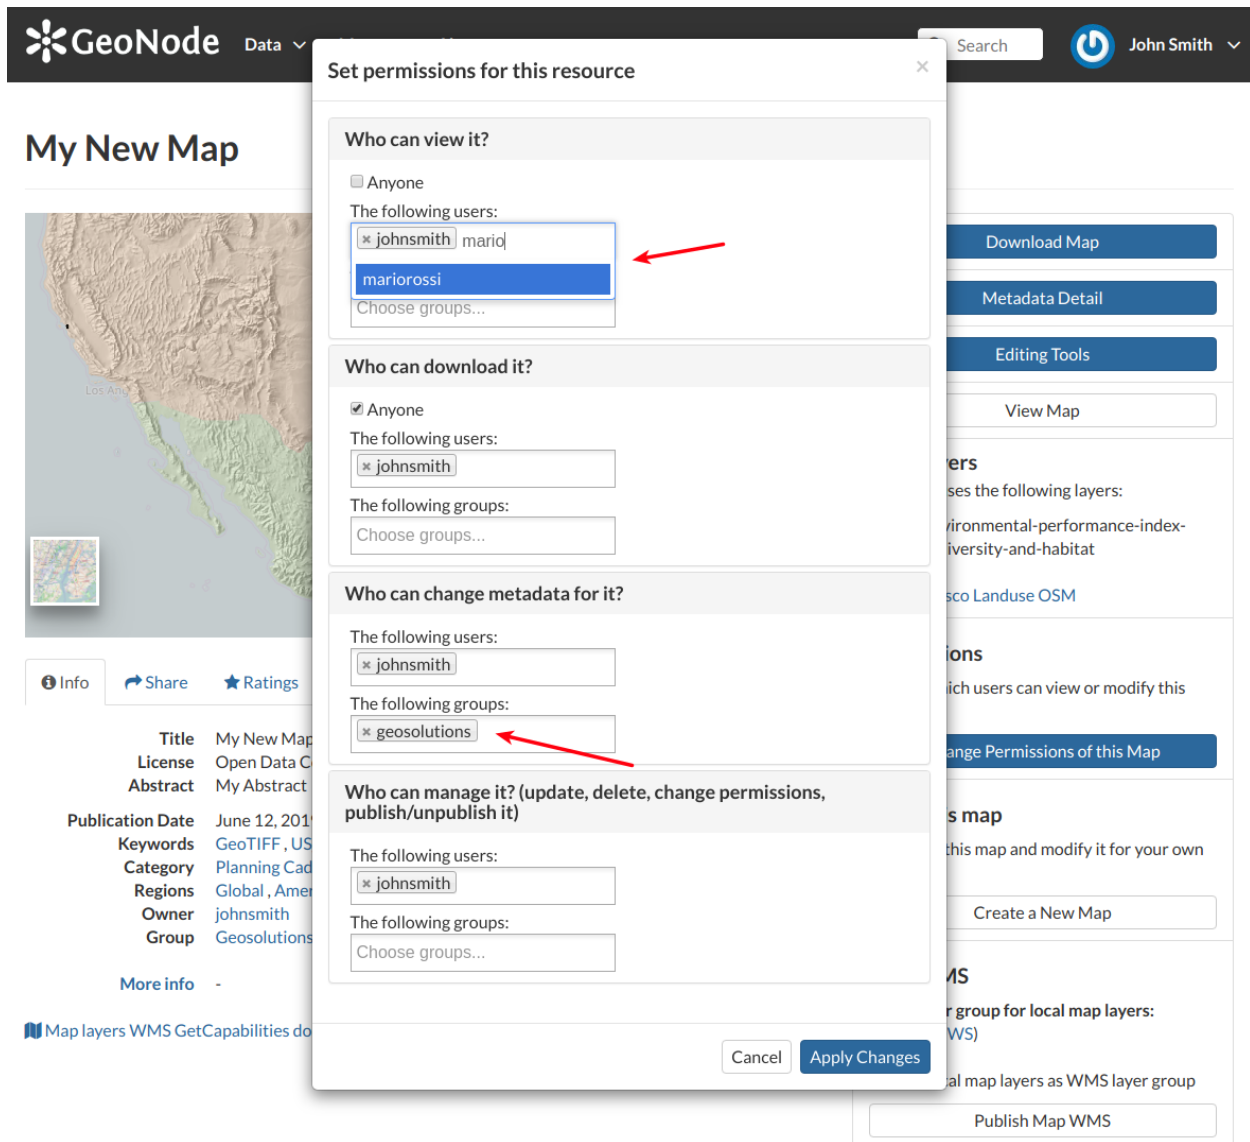 GeoNode
Data
Search
John Smith
Set permissions for this resource
×
My New Map
Who can view it?
Anyone
The following users:
× johnsmith mario
mariorossi
Choose groups...
Who can download it?
Anyone
The following users:
× johnsmith
The following groups:
Choose groups...
Who can change metadata for it?
The following users:
× johnsmith
The following groups:
× geosolutions
Who can manage it? (update, delete, change permissions,
publish/unpublish it)
The following users:
× johnsmith
The following groups:
Choose groups...
Cancel
Apply Changes
Los An
Info
Share
Ratings
Title My New Map
License Open Data C
Abstract My Abstract
Publication Date June 12, 201
Keywords GeoTIFF , US
Category Planning Cad
Regions Global , Amer
Owner johnsmith
Group Geosolutions
More info -
Map layers WMS GetCapabilities do
Download Map
Metadata Detail
Editing Tools
View Map
ers
ses the following layers:
vironmental-performance-index-
iversity-and-habitat
sco Landuse OSM
ions
ich users can view or modify this
ange Permissions of this Map
s map
this map and modify it for your own
Create a New Map
MS
r group for local map layers:
WS)
al map layers as WMS layer group
Publish Map WMS